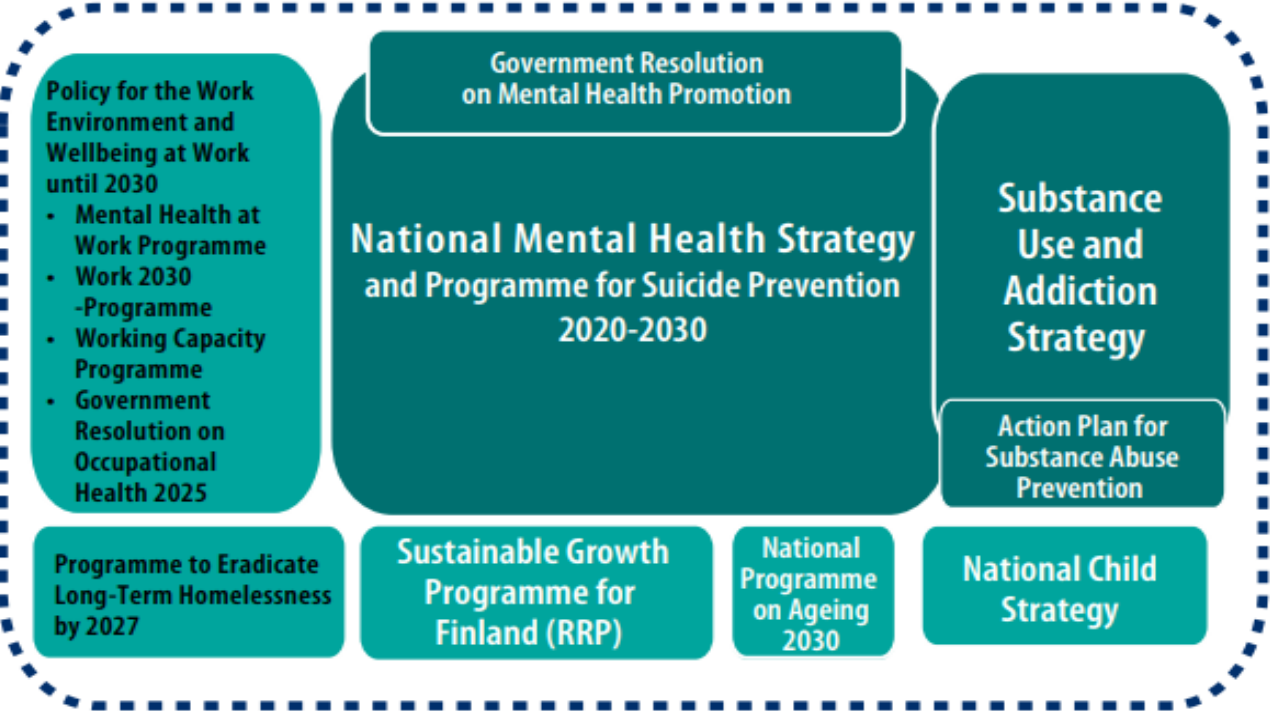 Policy for the Work
Environment and
Wellbeing at Work
until 2030
• Mental Health at
Work Programme
• Work 2030
-Programme
• Working Capacity
Programme
• Government
Resolution on
Occupational
Health 2025
Government Resolution
on Mental Health Promotion
National Mental Health Strategy
and Programme for Suicide Prevention
2020-2030
Substance
Use and
Addiction
Strategy
Action Plan for
Substance Abuse
Prevention
Programme to Eradicate
Long-Term Homelessness
by 2027
Sustainable Growth
Programme for
Finland (RRP)
National
Programme
on Ageing
2030
National Child
Strategy